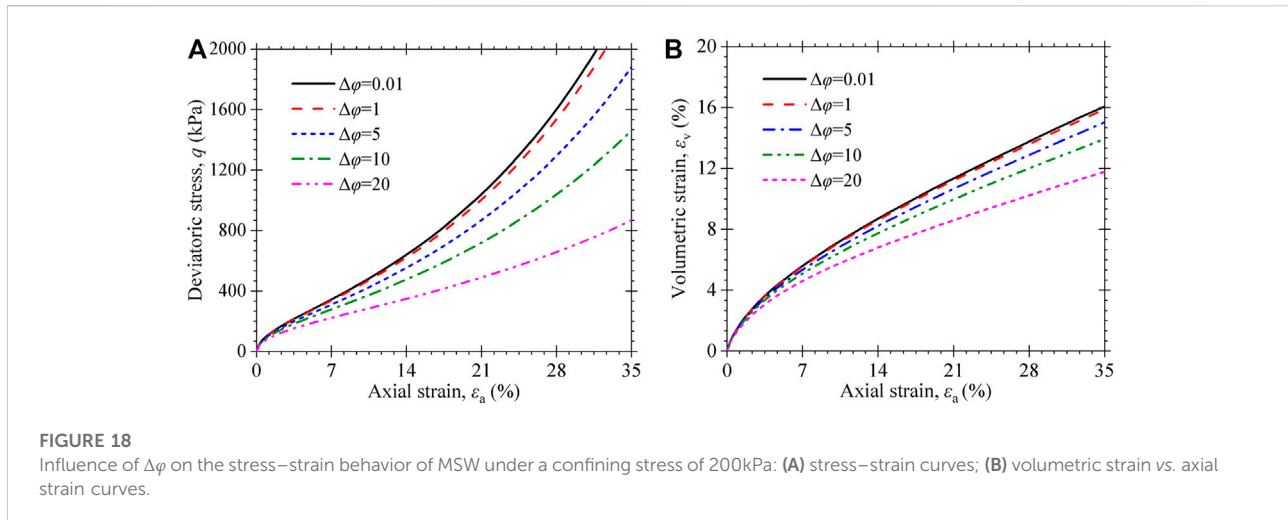 A
2000
1600
1200
800
400
0
Deviatoric stress, q (kPa)
Δφ=0.01
Δφ=1
Δφ=5
Δφ=10
Δφ=20
0 7 14 21 28 35
Axial strain, εa (%)
B
20
16
12
8
4
0
Volumetric strain, εv (%)
Δφ=0.01
Δφ=1
Δφ=5
Δφ=10
Δφ=20
0 7 14 21 28 35
Axial strain, εa (%)
FIGURE 18
Influence of Δφ on the stress–strain behavior of MSW under a confining stress of 200kPa: (A) stress–strain curves; (B) volumetric strain vs. axial
strain curves.